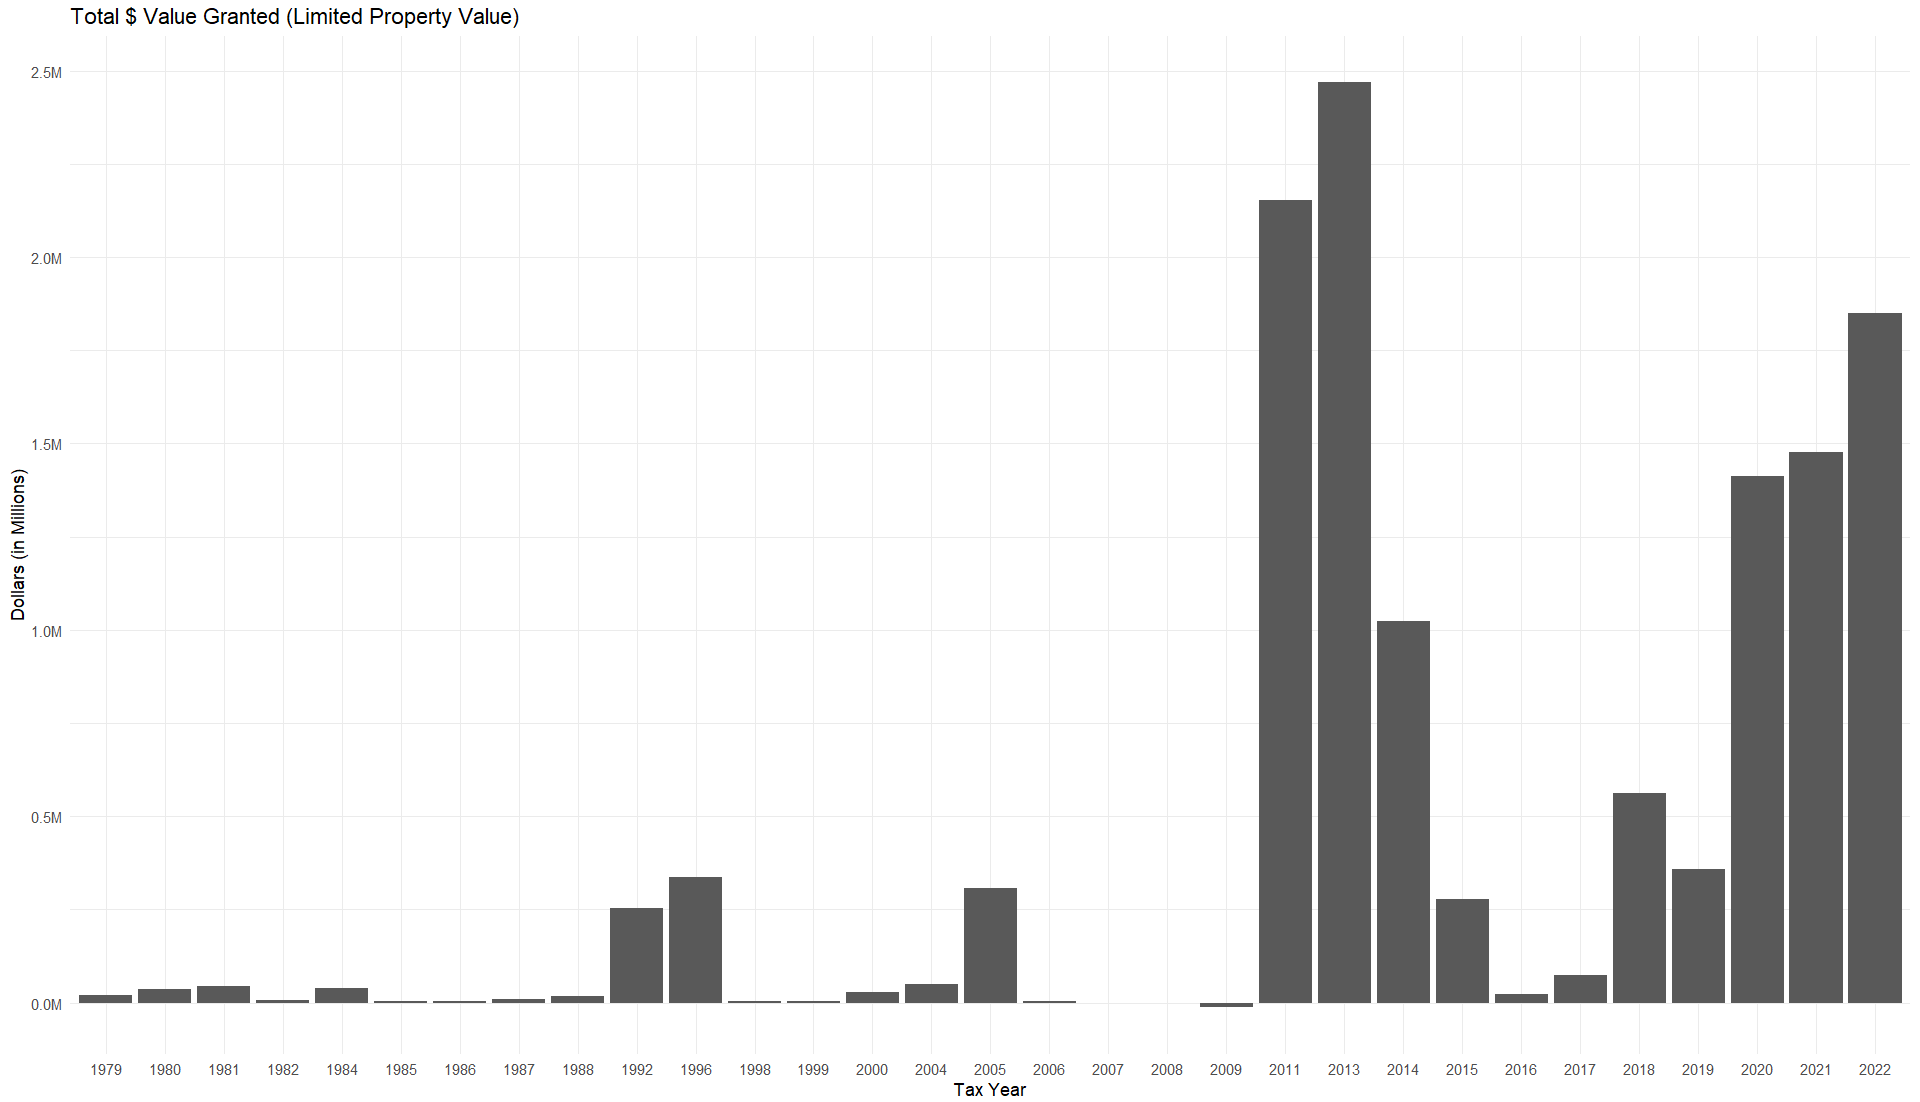 Total $ Value Granted (Limited Property Value)
2.5M
2.0M
1.5M
1.0M
0.5M
0.0M
Dollars (in Millions)
1979 1980 1981 1982 1984 1985 1986 1987 1988 1992 1996 1998 1999 2000 2004 2005 2006 2007 2008 2009 2011 2013 2014 2015 2016 2017 2018 2019 2020 2021 2022
Tax Year